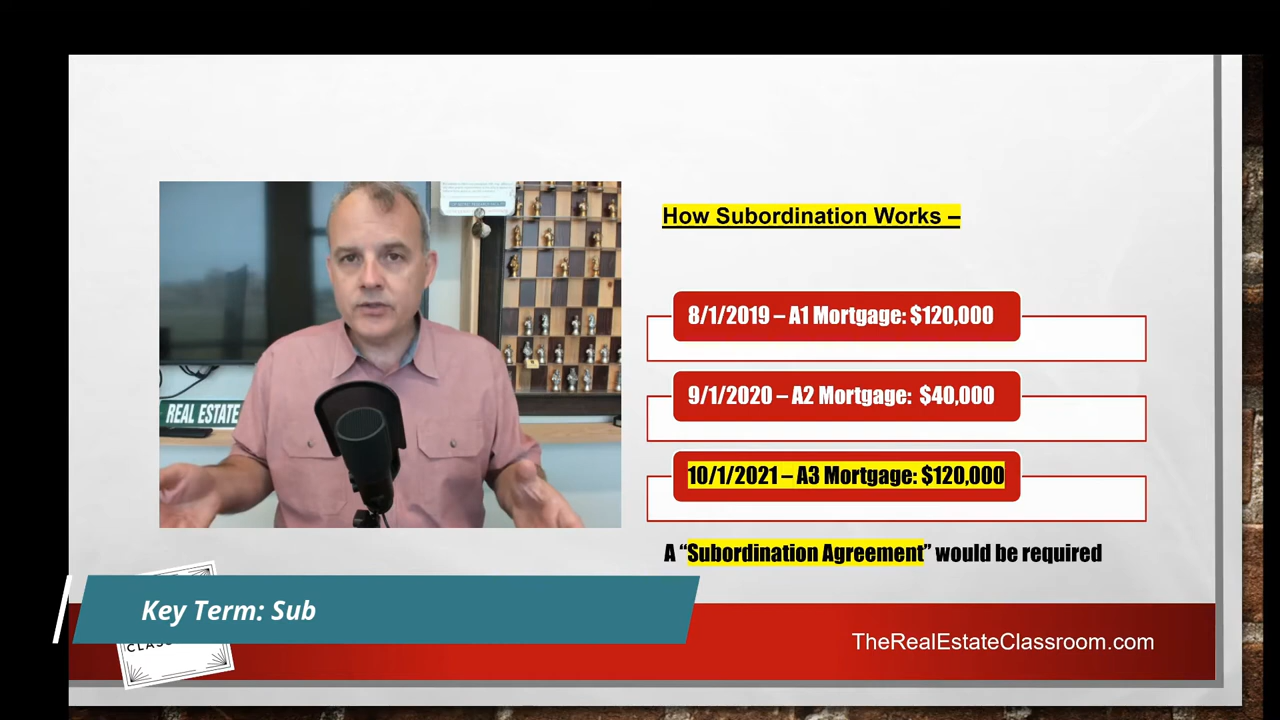 How Subordination Works –
8/1/2019 – A1 Mortgage: $120,000
9/1/2020 – A2 Mortgage: $40,000
10/1/2021 – A3 Mortgage: $120,000
A “Subordination Agreement” would be required
REAL ESTATE
Key Term: Sub
TheRealEstateClassroom.com